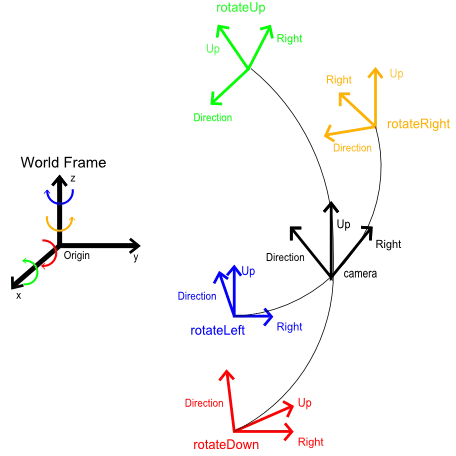 rotateUp
Up
Right
Direction
Up
Right
rotateRight
Direction
World Frame
z
Origin
y
x
Up
Right
Direction
camera
Up
Direction
Right
rotateLeft
Direction
Up
Right
rotateDown